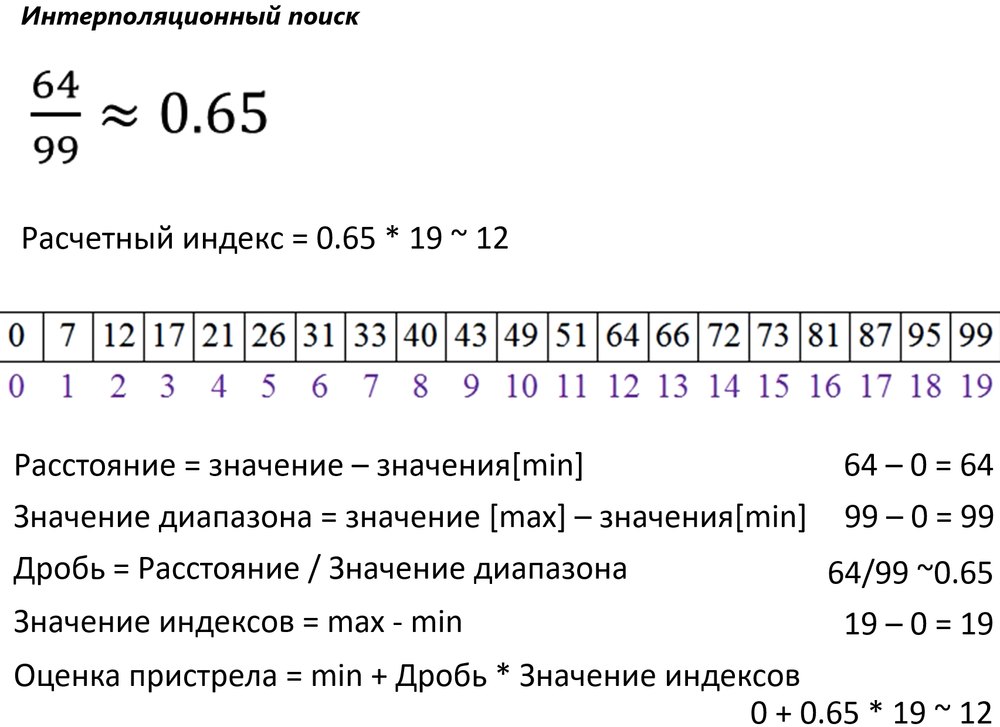 Интерполяционный поиск
64
99
≈ 0.65
Расчетный индекс = 0.65 * 19 ~ 12
0 7 12 17 21 26 31 33 40 43 49 51 64 66 72 73 81 87 95 99
0 1 2 3 4 5 6 7 8 9 10 11 12 13 14 15 16 17 18 19
Расстояние = значение – значения[min] 64 – 0 = 64
Значение диапазона = значение [max] – значения[min] 99 – 0 = 99
Дробь = Расстояние / Значение диапазона 64/99 ~0.65
Значение индексов = max - min 19 – 0 = 19
Оценка пристрела = min + Дробь * Значение индексов
0 + 0.65 * 19 ~ 12